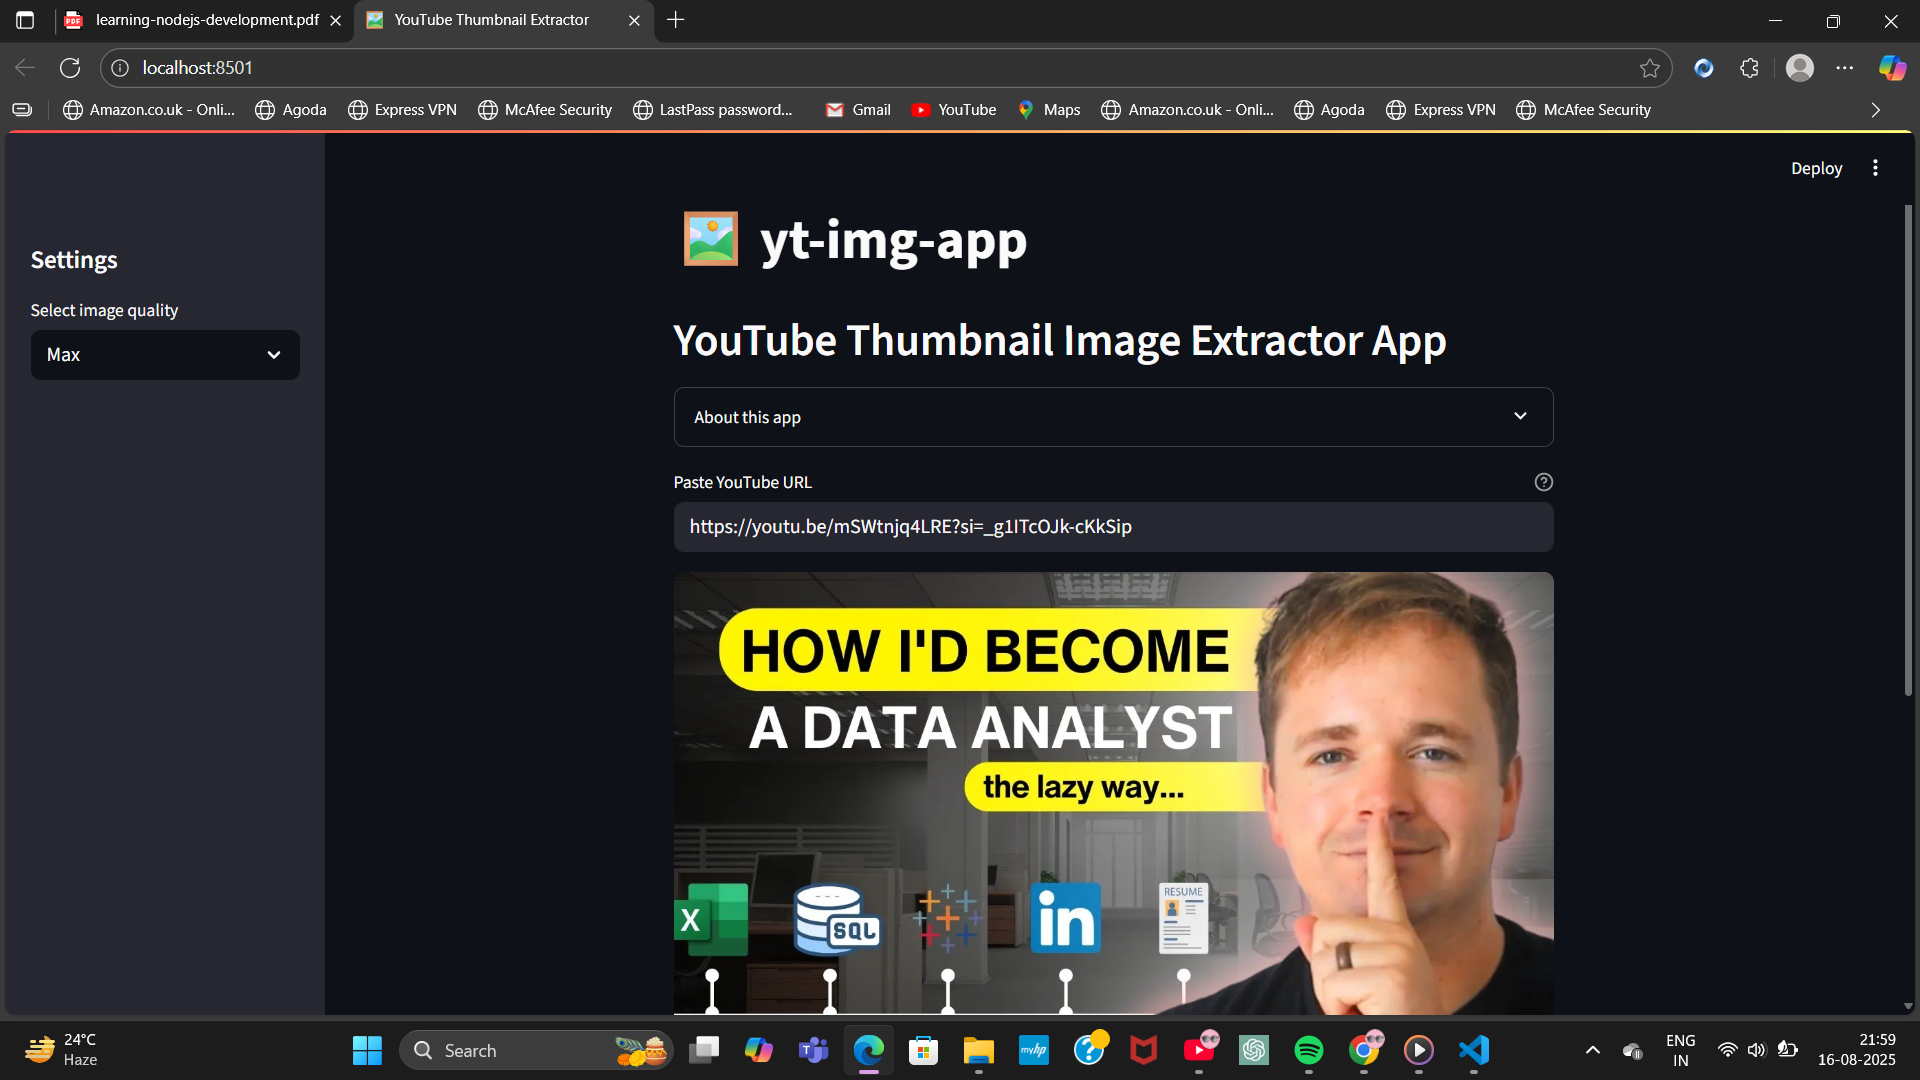 learning-nodejs-development.pdf
YouTube Thumbnail Extractor
localhost:8501
Amazon.co.uk - Onli...
Agoda
Express VPN
McAfee Security
LastPass password...
Gmail
YouTube
Maps
Amazon.co.uk - Onli...
Agoda
Express VPN
McAfee Security
Deploy
Settings
Select image quality
Max
yt-img-app
YouTube Thumbnail Image Extractor App
About this app
Paste YouTube URL
https://youtu.be/mSWtnjq4LRE?si=_g1ITcOJk-cKkSip
HOW I'D BECOME
A DATA ANALYST
the lazy way...
X
SQL
in
RESUME
24°C
Haze
Search
myhp
ENG
IN
21:59
16-08-2025